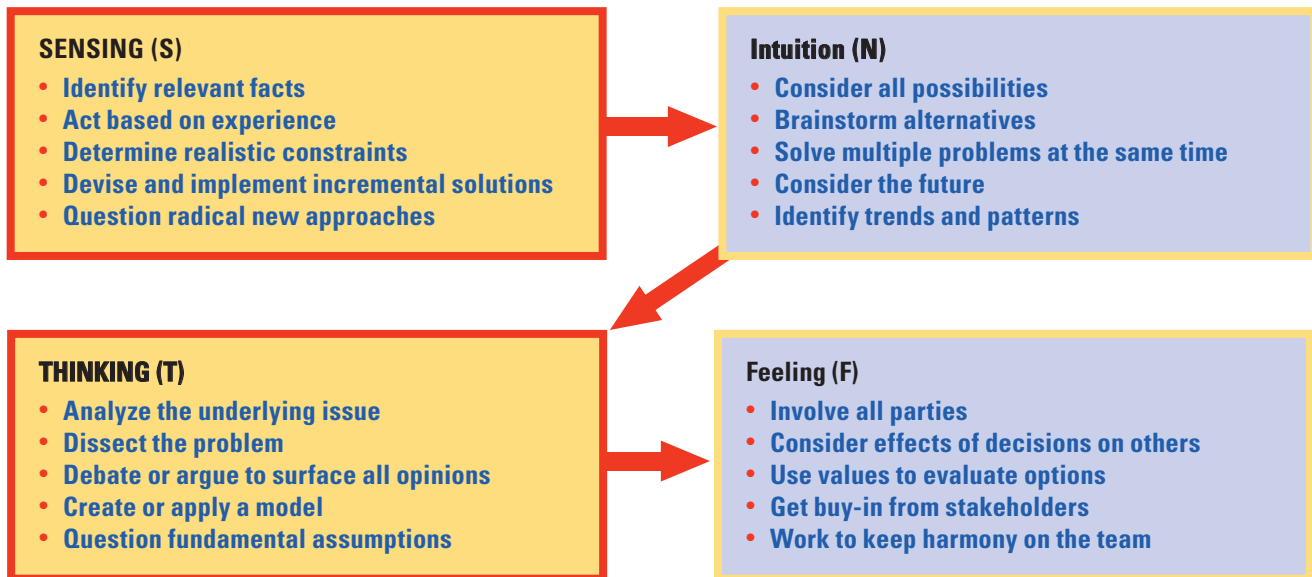 SENSING (S)
• Identify relevant facts
• Act based on experience
• Determine realistic constraints
• Devise and implement incremental solutions
• Question radical new approaches
Intuition (N)
• Consider all possibilities
• Brainstorm alternatives
• Solve multiple problems at the same time
• Consider the future
• Identify trends and patterns
THINKING (T)
• Analyze the underlying issue
• Dissect the problem
• Debate or argue to surface all opinions
• Create or apply a model
• Question fundamental assumptions
Feeling (F)
• Involve all parties
• Consider effects of decisions on others
• Use values to evaluate options
• Get buy-in from stakeholders
• Work to keep harmony on the team